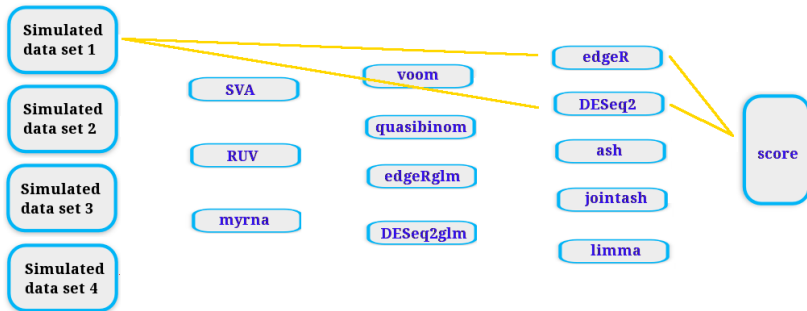 Simulated
data set 1
Simulated
data set 2
Simulated
data set 3
Simulated
data set 4
SVA
RUV
myrna
voom
quasibinom
edgeRglm
DESeq2glm
edgeR
DESeq2
ash
jointash
limma
score